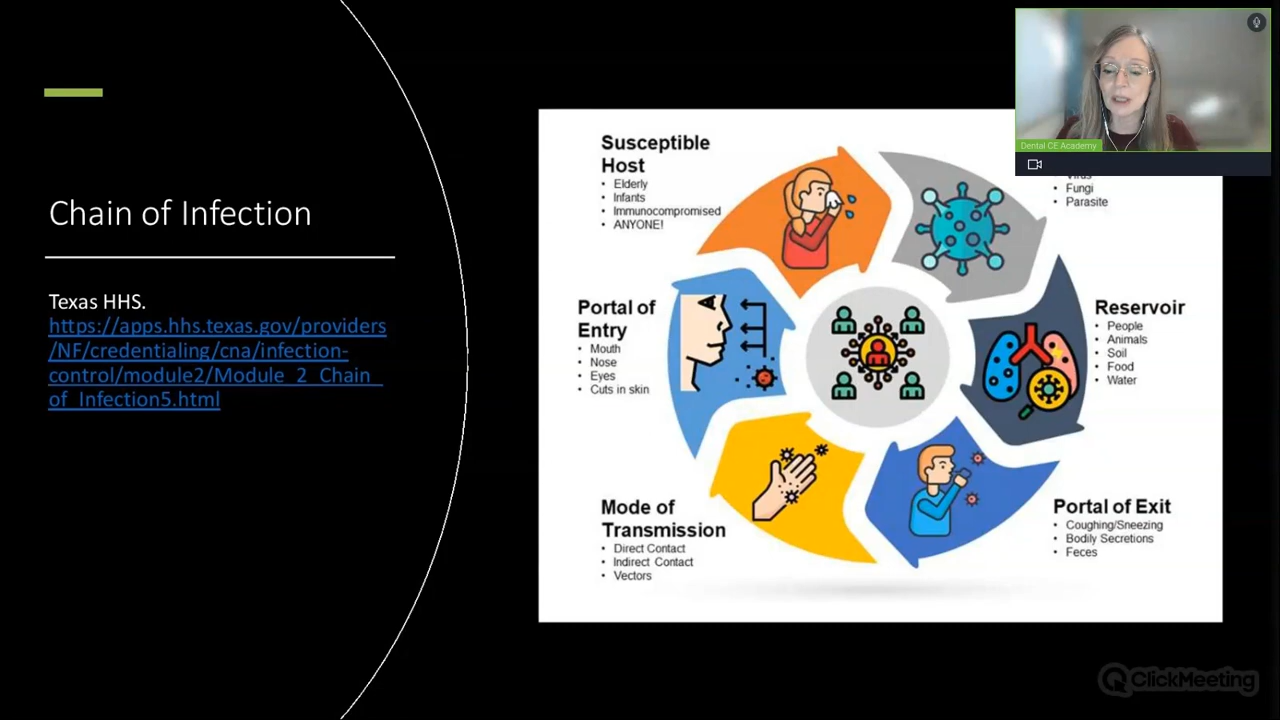 Chain of Infection
Texas HHS.
https://apps.hhs.texas.gov/providers
/NF/credentialing/cna/infection-
control/module2/Module_2_Chain_
of_Infection5.html
Susceptible
Host
• Elderly
• Infants
• Immunocompromised
• ANYONE!
• Virus
• Fungi
• Parasite
Reservoir
• People
• Animals
• Soil
• Food
• Water
Portal of Exit
• Coughing/Sneezing
• Bodily Secretions
• Feces
Mode of
Transmission
• Direct Contact
• Indirect Contact
• Vectors
Portal of
Entry
• Mouth
• Nose
• Eyes
• Cuts in skin
Dental CE Academy
ClickMeeting